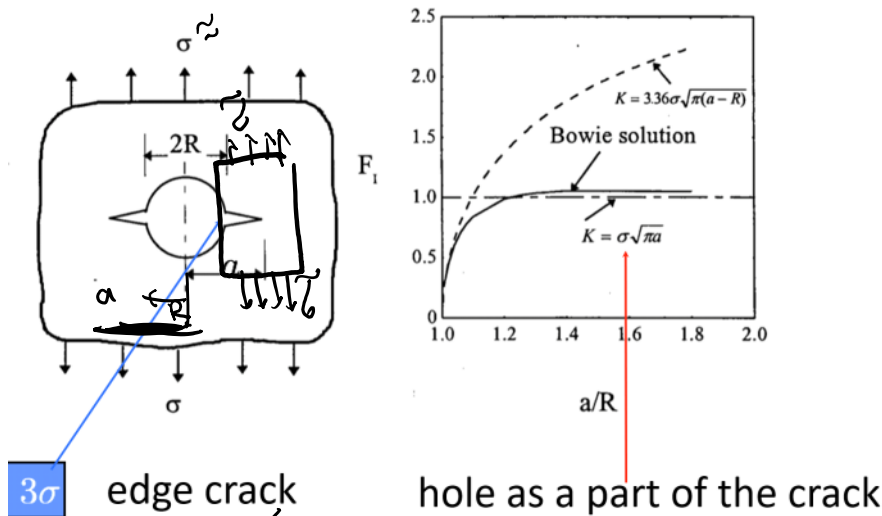 σ
2R
a
a
R
σ
3σ
edge crack
F_I
2.5
2.0
1.5
1.0
0.5
0
K = 3.36σ√π(a−R)
Bowie solution
K = σ√πa
1.0 1.2 1.4 1.6 1.8 2.0
a/R
hole as a part of the crack